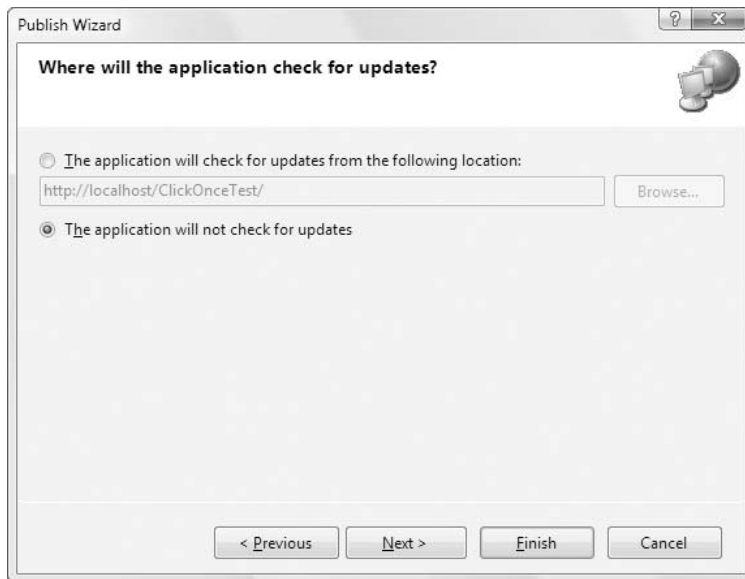 Publish Wizard
Where will the application check for updates?
The application will check for updates from the following location:
http://localhost/ClickOnceTest/
Browse...
The application will not check for updates
< Previous
Next >
Finish
Cancel